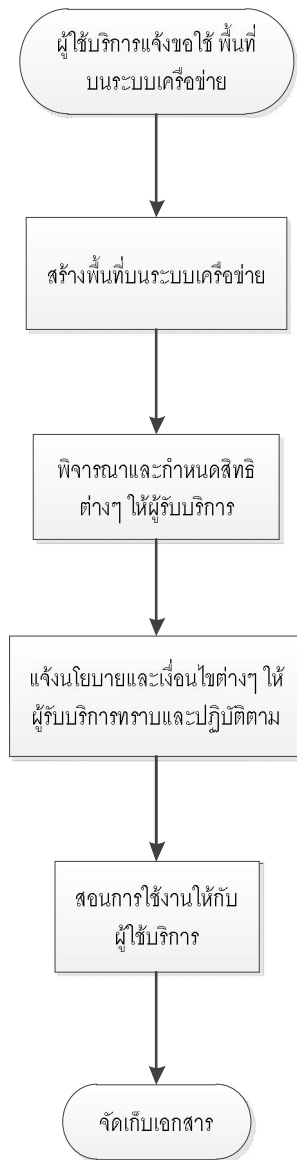 ผู้ใช้บริการแจ้งขอใช้ พื้นที่
บนระบบเครือข่าย
สร้างพื้นที่บนระบบเครือข่าย
พิจารณาและกำหนดสิทธิ
ต่างๆ ให้ผู้รับบริการ
แจ้งนโยบายและเงื่อนไขต่างๆ ให้
ผู้รับบริการทราบและปฏิบัติตาม
สอนการใช้งานให้กับ
ผู้ใช้บริการ
จัดเก็บเอกสาร